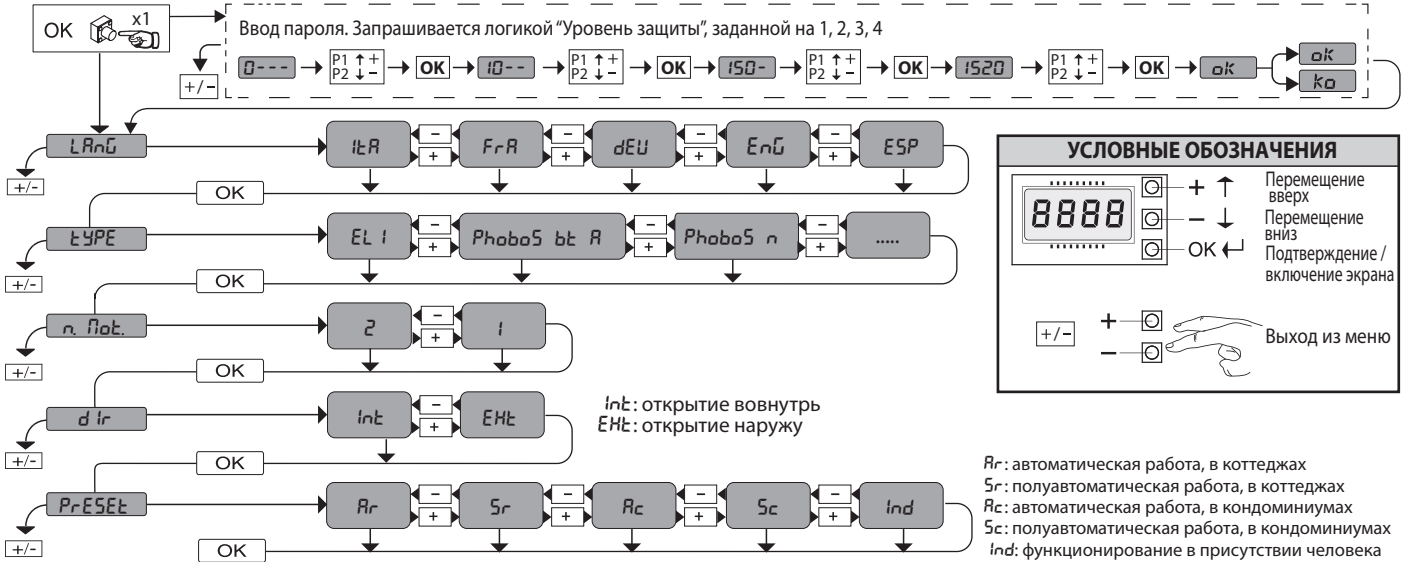 OK x1
Ввод пароля. Запрашивается логикой “Уровень защиты”, заданной на 1, 2, 3, 4
0--- P1 ↑ + P2 ↓ − OK 10-- P1 ↑ + P2 ↓ − OK 150- P1 ↑ + P2 ↓ − OK 1520 P1 ↑ + P2 ↓ − OK oK oK
Ko
+/-
LAnG ItA − + FrA − + dEU − + EnG − + ESP
+/-
OK
tYPE EL I − + PhoboS bt A − + PhoboS n − + .....
+/-
OK
n. Mot. 2 − + 1
+/-
OK
dIr Int − + EHt
+/-
OK
Int: открытие вовнутрь
EHt: открытие наружу
PrESEt Ar − + Sr − + Ac − + Sc − + Ind
+/-
OK
УСЛОВНЫЕ ОБОЗНАЧЕНИЯ
8888
+ ↑ Перемещение
вверх
− ↓ Перемещение
вниз
OK ↵ Подтверждение /
включение экрана
+/- + − Выход из меню
Ar: автоматическая работа, в коттеджах
Sr: полуавтоматическая работа, в коттеджах
Ac: автоматическая работа, в кондоминиумах
Sc: полуавтоматическая работа, в кондоминиумах
Ind: функционирование в присутствии человека